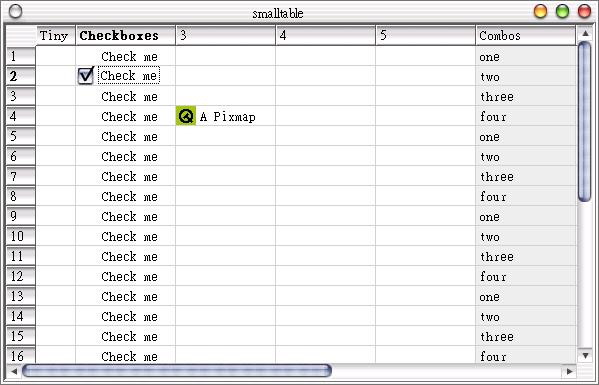 smalltable
Tiny Checkboxes 3 4 5 Combos
1 Check me one
2 Check me two
3 Check me three
4 Check me A Pixmap four
5 Check me one
6 Check me two
7 Check me three
8 Check me four
9 Check me one
10 Check me two
11 Check me three
12 Check me four
13 Check me one
14 Check me two
15 Check me three
16 Check me four